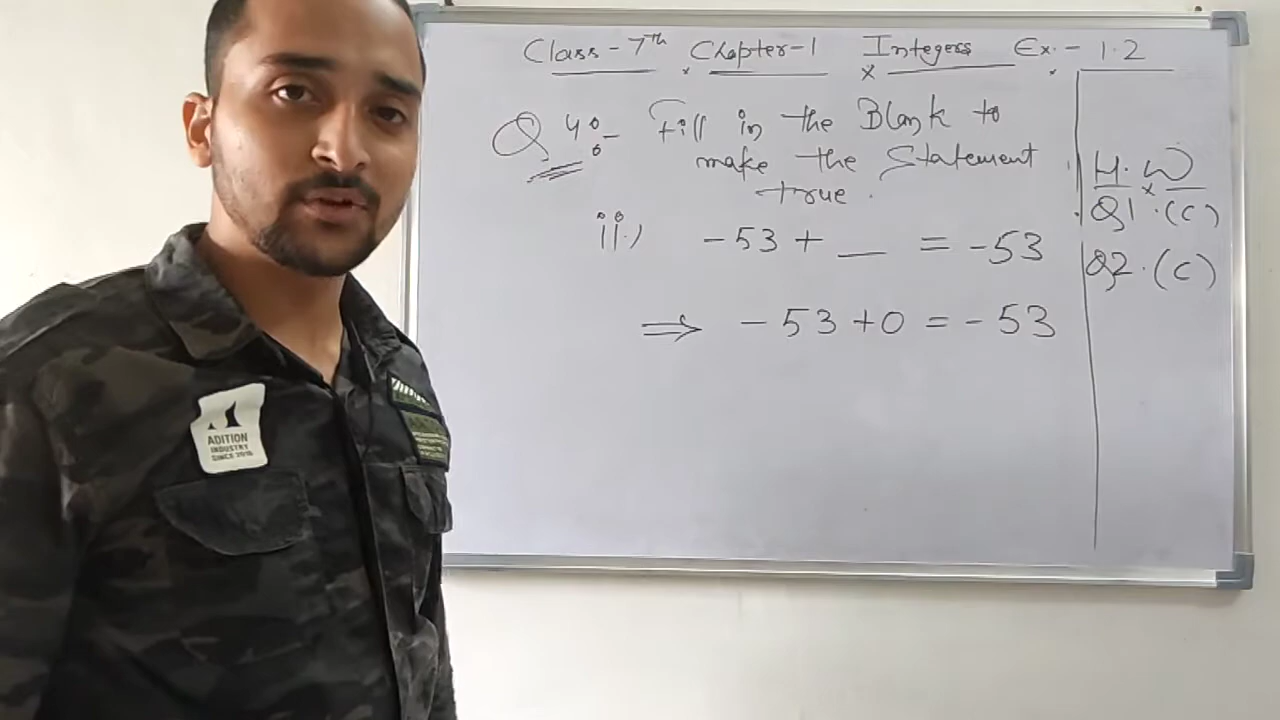 Class - 7th Chapter-1 Integers Ex. - 1.2
Q 4:- Fill in the Blank to
make the Statement
true.
ii.) -53 + __ = -53
⇒ -53 + 0 = -53
H.W
Q1.(C)
Q2.(C)
ADITION
INDUSTRY
SINCE 2016